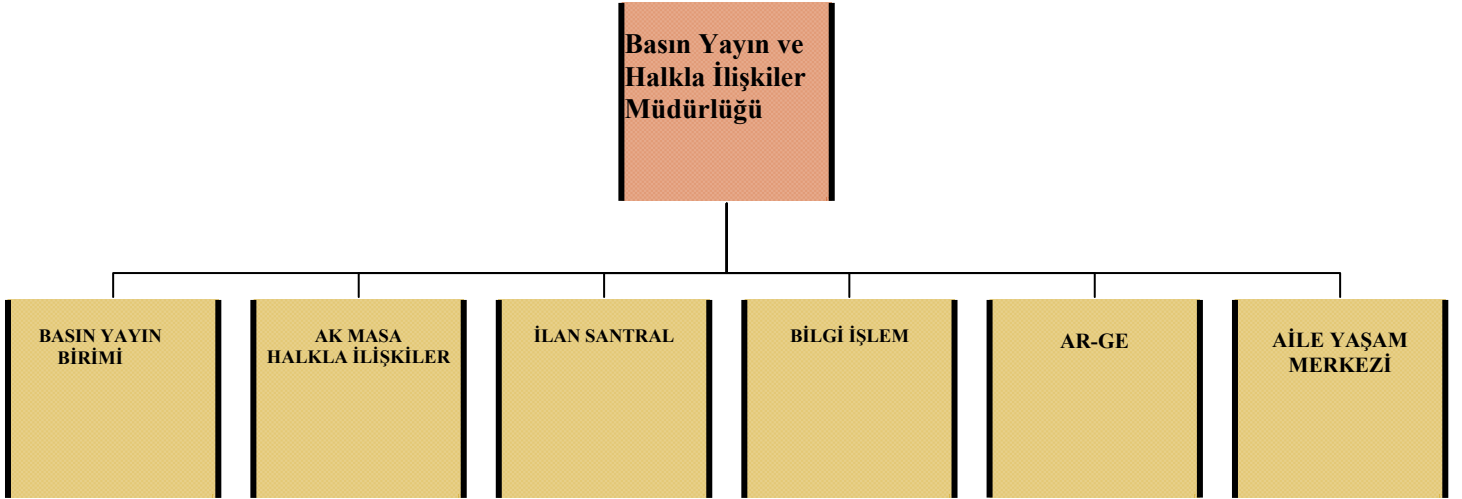 Basın Yayın ve
Halkla İlişkiler
Müdürlüğü
BASIN YAYIN
BİRİMİ
AK MASA
HALKLA İLİŞKİLER
İLAN SANTRAL
BİLGİ İŞLEM
AR-GE
AİLE YAŞAM
MERKEZİ